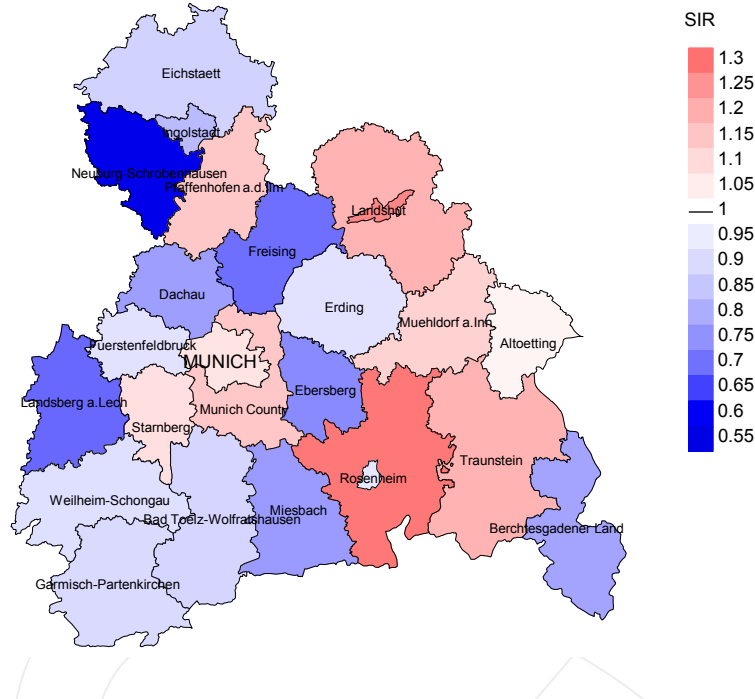 SIR
1.3
1.25
1.2
1.15
1.1
1.05
1
0.95
0.9
0.85
0.8
0.75
0.7
0.65
0.6
0.55
Eichstaett
Ingolstadt
Neuburg-Schrobenhausen
Pfaffenhofen a.d.Ilm
Landshut
Freising
Dachau
Erding
Muehldorf a.Inn
Altoetting
Fuerstenfeldbruck
MUNICH
Ebersberg
Landsberg a.Lech
Munich County
Starnberg
Traunstein
Rosenheim
Weilheim-Schongau
Miesbach
Bad Toelz-Wolfratshausen
Berchtesgadener Land
Garmisch-Partenkirchen